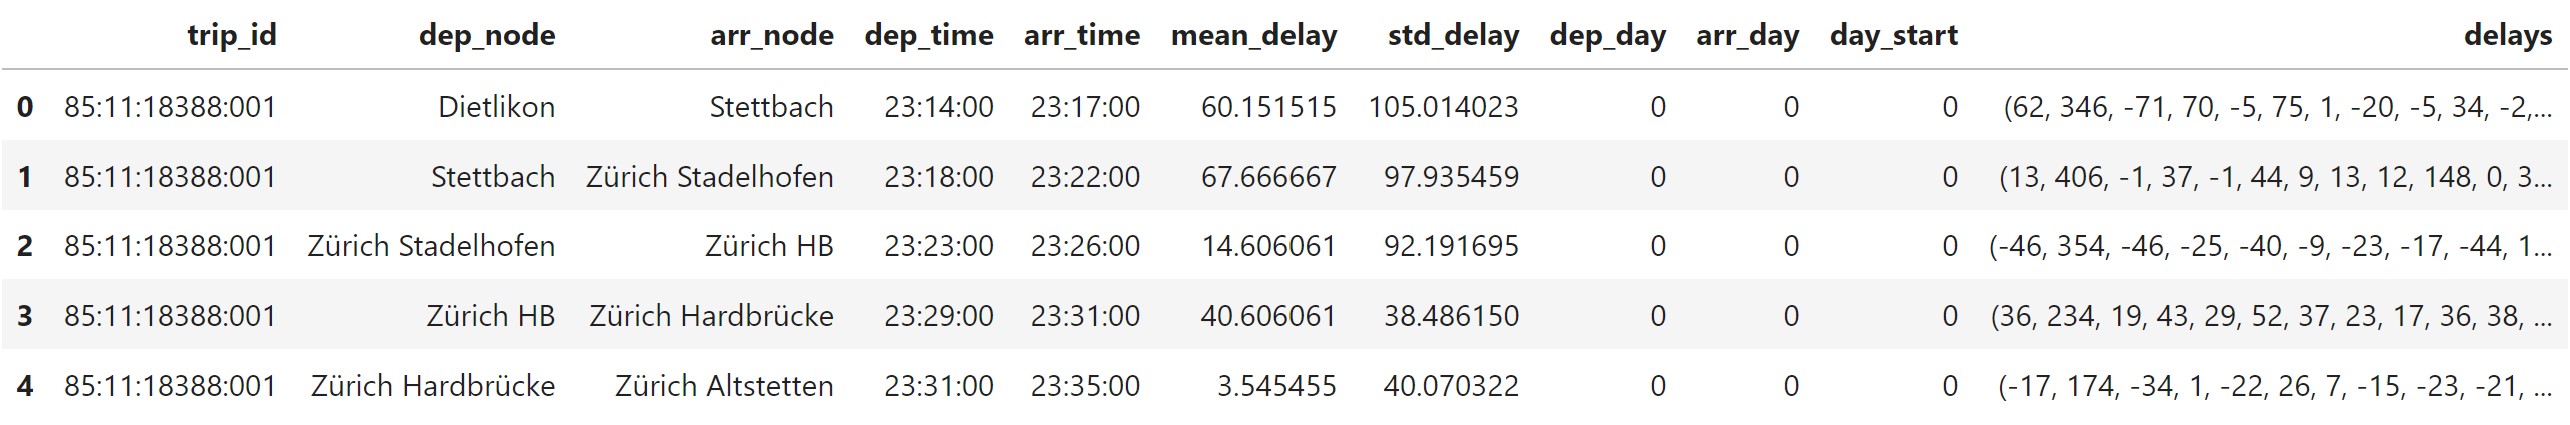 trip_id dep_node arr_node dep_time arr_time mean_delay std_delay dep_day arr_day day_start delays
0 85:11:18388:001 Dietlikon Stettbach 23:14:00 23:17:00 60.151515 105.014023 0 0 0 (62, 346, -71, 70, -5, 75, 1, -20, -5, 34, -2,...
1 85:11:18388:001 Stettbach Zürich Stadelhofen 23:18:00 23:22:00 67.666667 97.935459 0 0 0 (13, 406, -1, 37, -1, 44, 9, 13, 12, 148, 0, 3...
2 85:11:18388:001 Zürich Stadelhofen Zürich HB 23:23:00 23:26:00 14.606061 92.191695 0 0 0 (-46, 354, -46, -25, -40, -9, -23, -17, -44, 1...
3 85:11:18388:001 Zürich HB Zürich Hardbrücke 23:29:00 23:31:00 40.606061 38.486150 0 0 0 (36, 234, 19, 43, 29, 52, 37, 23, 17, 36, 38, ...
4 85:11:18388:001 Zürich Hardbrücke Zürich Altstetten 23:31:00 23:35:00 3.545455 40.070322 0 0 0 (-17, 174, -34, 1, -22, 26, 7, -15, -23, -21, ...